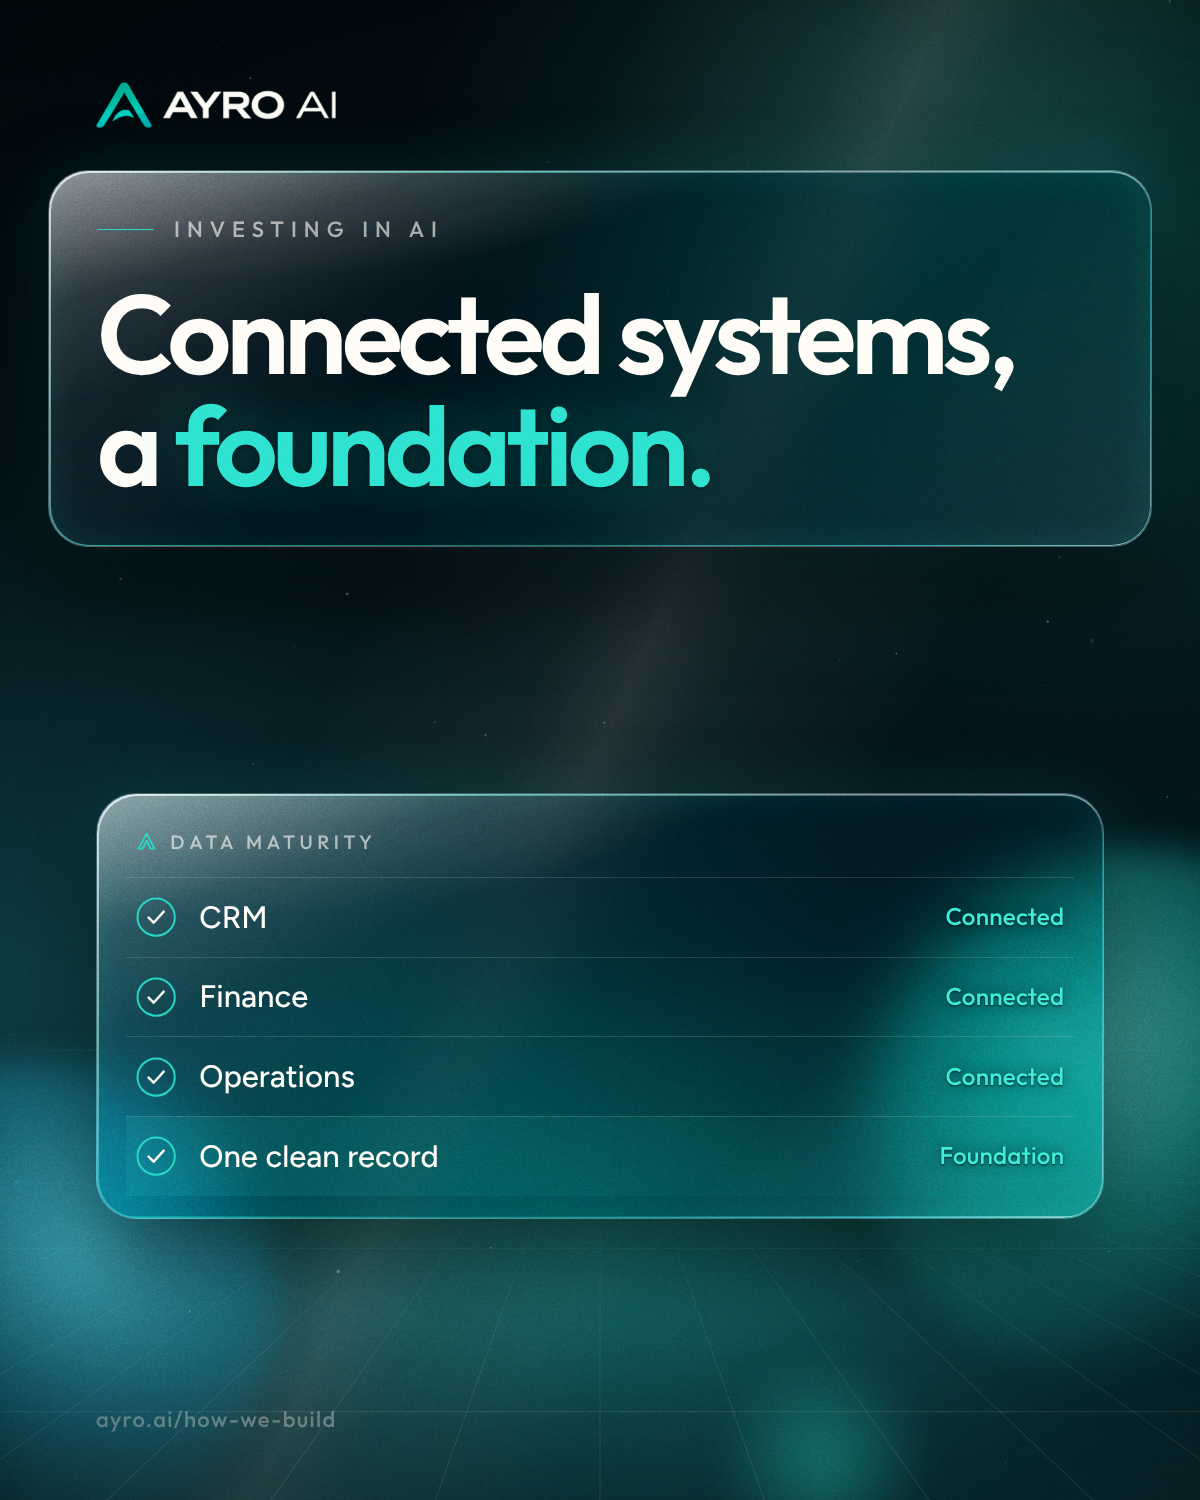 AYRO AI
INVESTING IN AI
Connected systems,
a foundation.
DATA MATURITY
CRM Connected
Finance Connected
Operations Connected
One clean record Foundation
ayro.ai/how-we-build